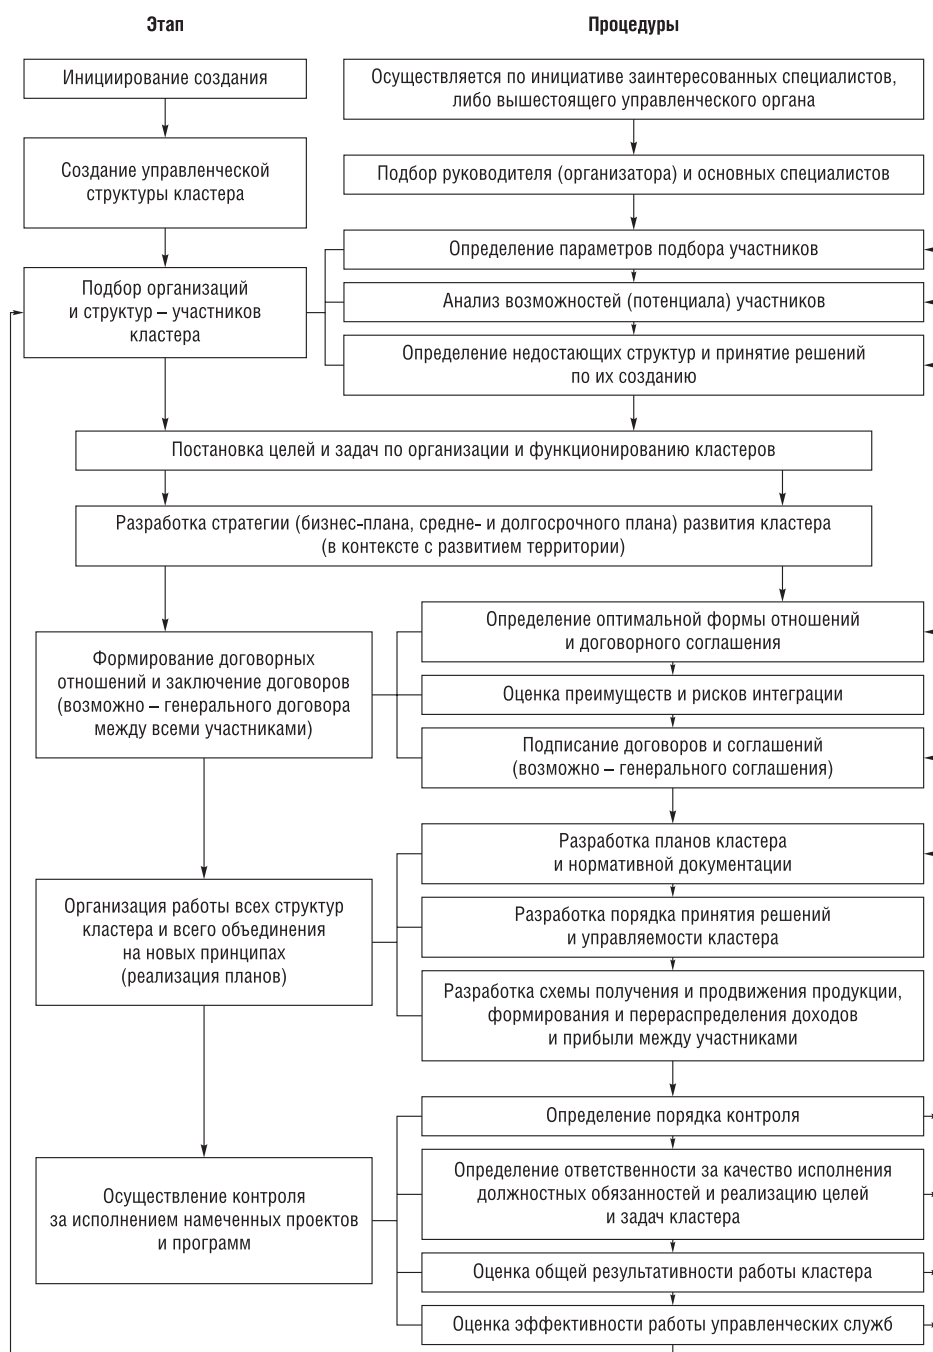 Этап
Процедуры
Инициирование создания
Осуществляется по инициативе заинтересованных специалистов,
либо вышестоящего управленческого органа
Создание управленческой
структуры кластера
Подбор руководителя (организатора) и основных специалистов
Подбор организаций
и структур – участников
кластера
Определение параметров подбора участников
Анализ возможностей (потенциала) участников
Определение недостающих структур и принятие решений
по их созданию
Постановка целей и задач по организации и функционированию кластеров
Разработка стратегии (бизнес-плана, средне- и долгосрочного плана) развития кластера
(в контексте с развитием территории)
Формирование договорных
отношений и заключение договоров
(возможно – генерального договора
между всеми участниками)
Определение оптимальной формы отношений
и договорного соглашения
Оценка преимуществ и рисков интеграции
Подписание договоров и соглашений
(возможно – генерального соглашения)
Организация работы всех структур
кластера и всего объединения
на новых принципах
(реализация планов)
Разработка планов кластера
и нормативной документации
Разработка порядка принятия решений
и управляемости кластера
Разработка схемы получения и продвижения продукции,
формирования и перераспределения доходов
и прибыли между участниками
Осуществление контроля
за исполнением намеченных проектов
и программ
Определение порядка контроля
Определение ответственности за качество исполнения
должностных обязанностей и реализацию целей
и задач кластера
Оценка общей результативности работы кластера
Оценка эффективности работы управленческих служб